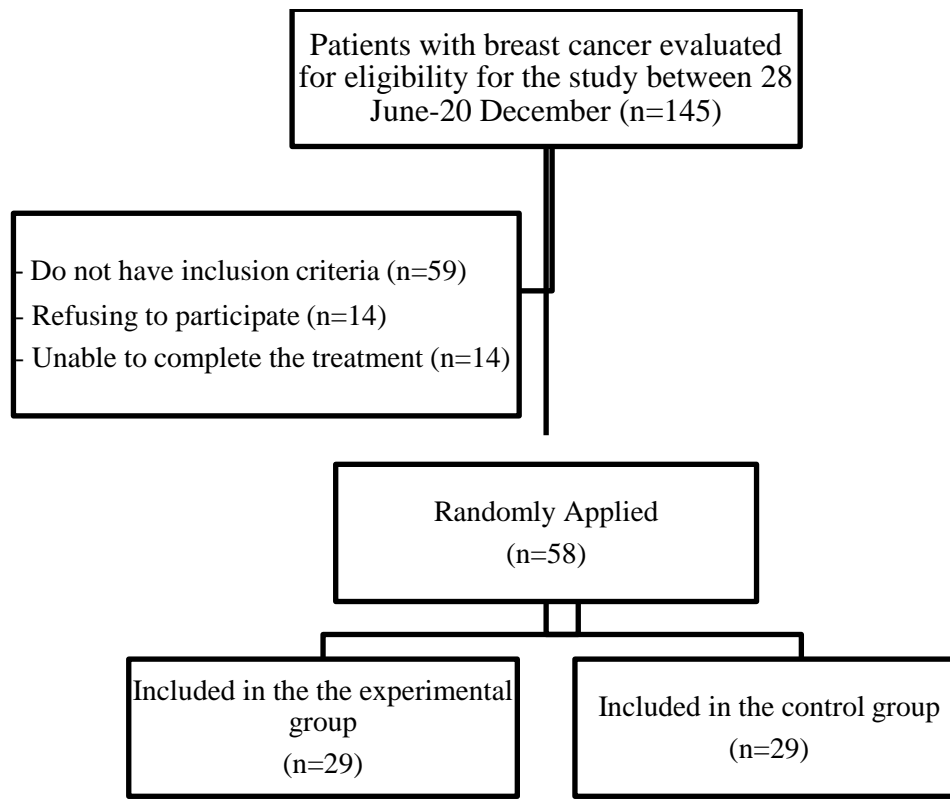 Patients with breast cancer evaluated
for eligibility for the study between 28
June-20 December (n=145)
- Do not have inclusion criteria (n=59)
- Refusing to participate (n=14)
- Unable to complete the treatment (n=14)
Randomly Applied
(n=58)
Included in the the experimental
group
(n=29)
Included in the control group
(n=29)